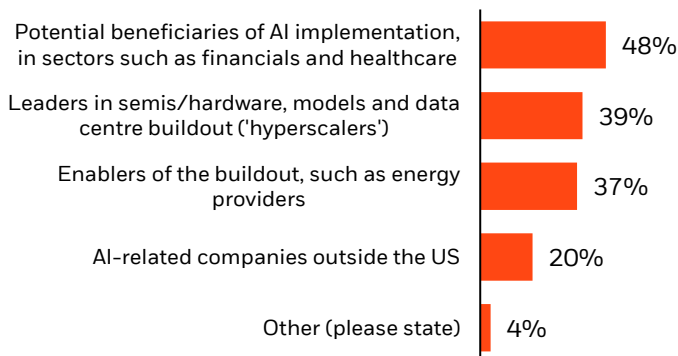 Potential beneficiaries of AI implementation,
in sectors such as financials and healthcare
48%
Leaders in semis/hardware, models and data
centre buildout ('hyperscalers')
39%
Enablers of the buildout, such as energy
providers
37%
AI-related companies outside the US
20%
Other (please state)
4%